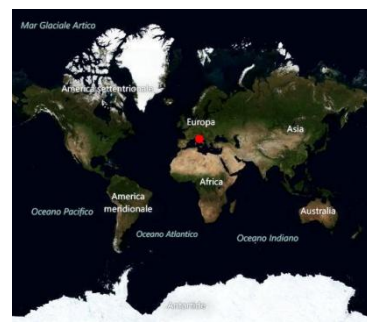 Mar Glaciale Artico
America settentrionale
Europa
Asia
Africa
America
meridionale
Oceano Pacifico
Australia
Oceano Atlantico
Oceano Indiano
Antartide